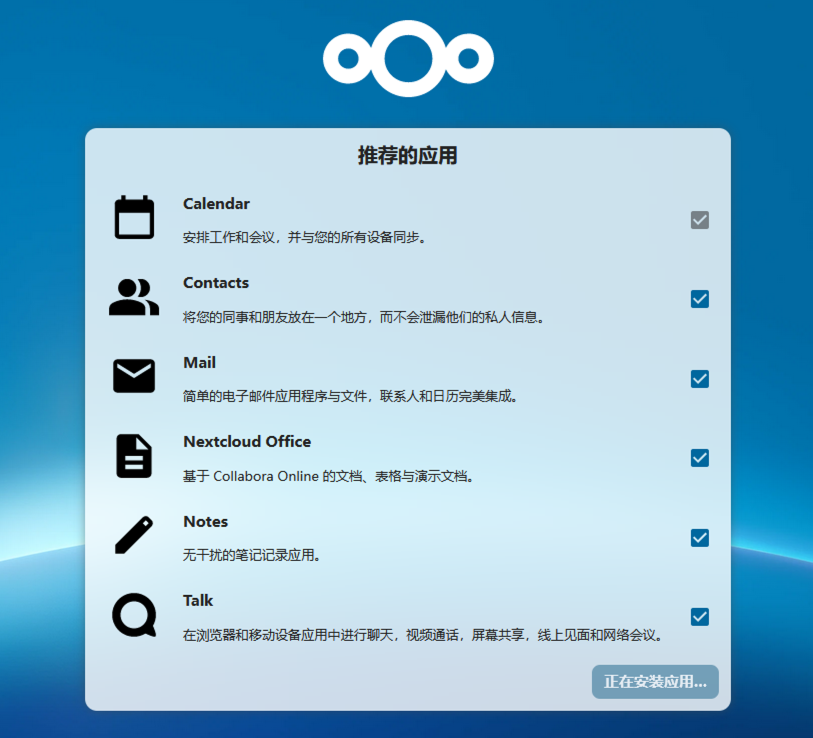 推荐的应用
Calendar
安排工作和会议，并与您的所有设备同步。
Contacts
将您的同事和朋友放在一个地方，而不会泄漏他们的私人信息。
Mail
简单的电子邮件应用程序与文件，联系人和日历完美集成。
Nextcloud Office
基于 Collabora Online 的文档、表格与演示文档。
Notes
无干扰的笔记记录应用。
Talk
在浏览器和移动设备应用中进行聊天，视频通话，屏幕共享，线上见面和网络会议。
正在安装应用...